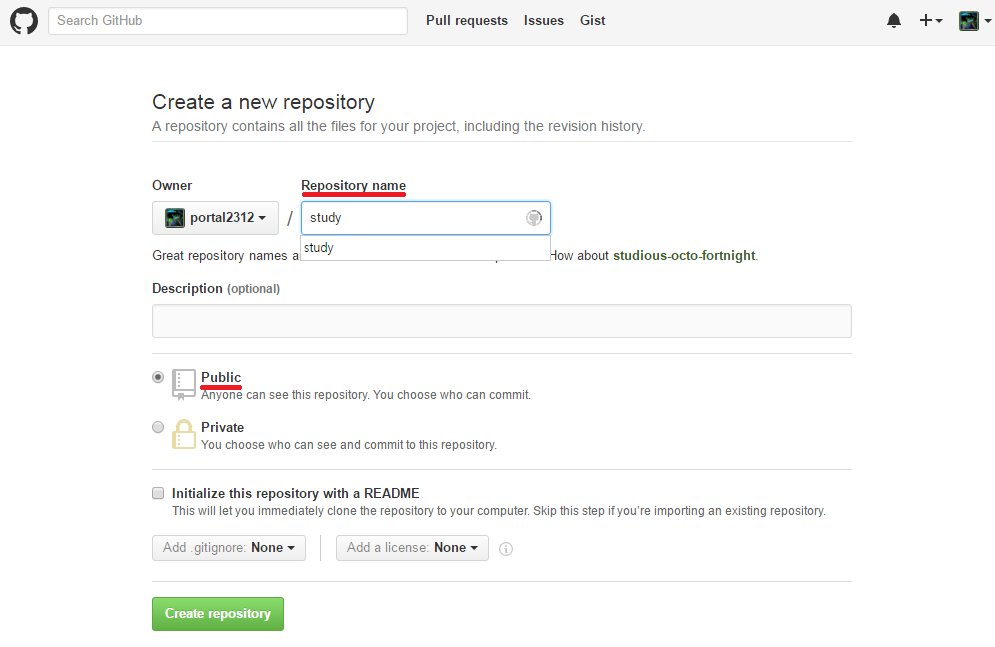 Search GitHub Pull requests Issues Gist
Create a new repository
A repository contains all the files for your project, including the revision history.
Owner Repository name
portal2312 / study
study
Great repository names a How about studious-octo-fortnight.
Description (optional)
Public
Anyone can see this repository. You choose who can commit.
Private
You choose who can see and commit to this repository.
Initialize this repository with a README
This will let you immediately clone the repository to your computer. Skip this step if you’re importing an existing repository.
Add .gitignore: None Add a license: None
Create repository